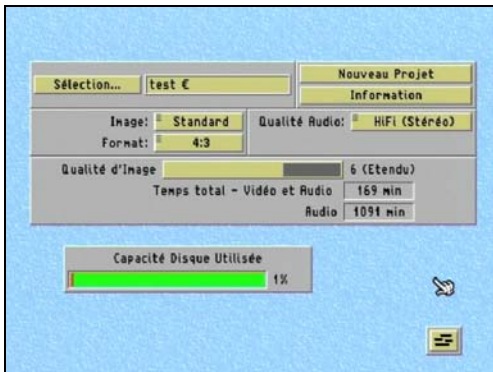 Sélection... test €
Nouveau Projet
Information
Image: Standard
Format: 4:3
Qualité Audio: HiFi (Stéréo)
Qualité d'Image 6 (Etendu)
Temps total - Vidéo et Audio 169 min
Audio 1091 min
Capacité Disque Utilisée
1%